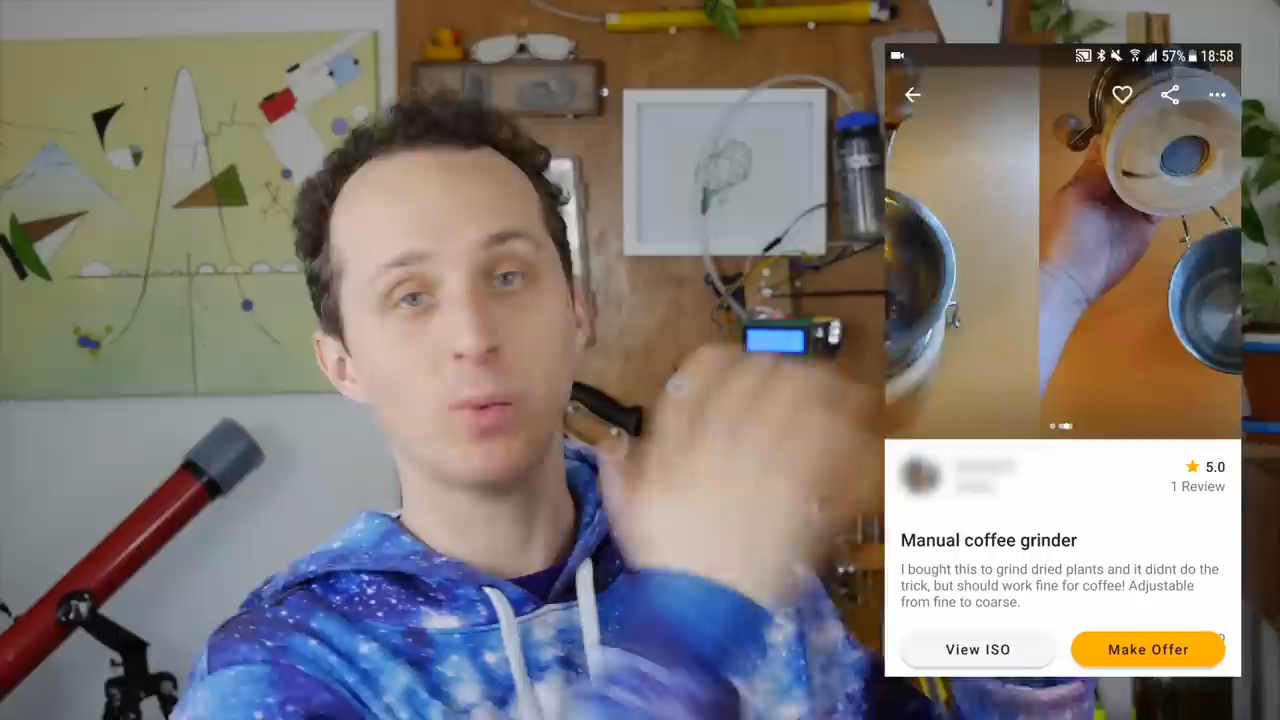 57% 18:58
5.0
1 Review
Manual coffee grinder
I bought this to grind dried plants and it didnt do the
trick, but should work fine for coffee! Adjustable
from fine to coarse.
View ISO
Make Offer